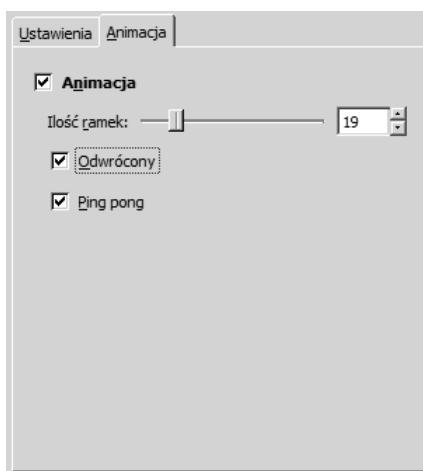 Ustawienia Animacja
Animacja
Ilość ramek: 19
Odwrócony
Ping pong